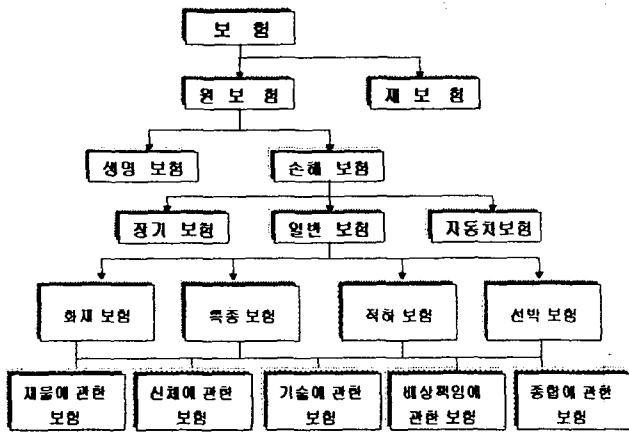 보 험
원 보 험
재 보 험
생명 보험
손해 보험
장기 보험
일반 보험
자동차보험
화재 보험
특종 보험
적하 보험
선박 보험
재물에 관한
보험
신체에 관한
보험
기술에 관한
보험
배상책임에
관한 보험
종합에 관한
보험